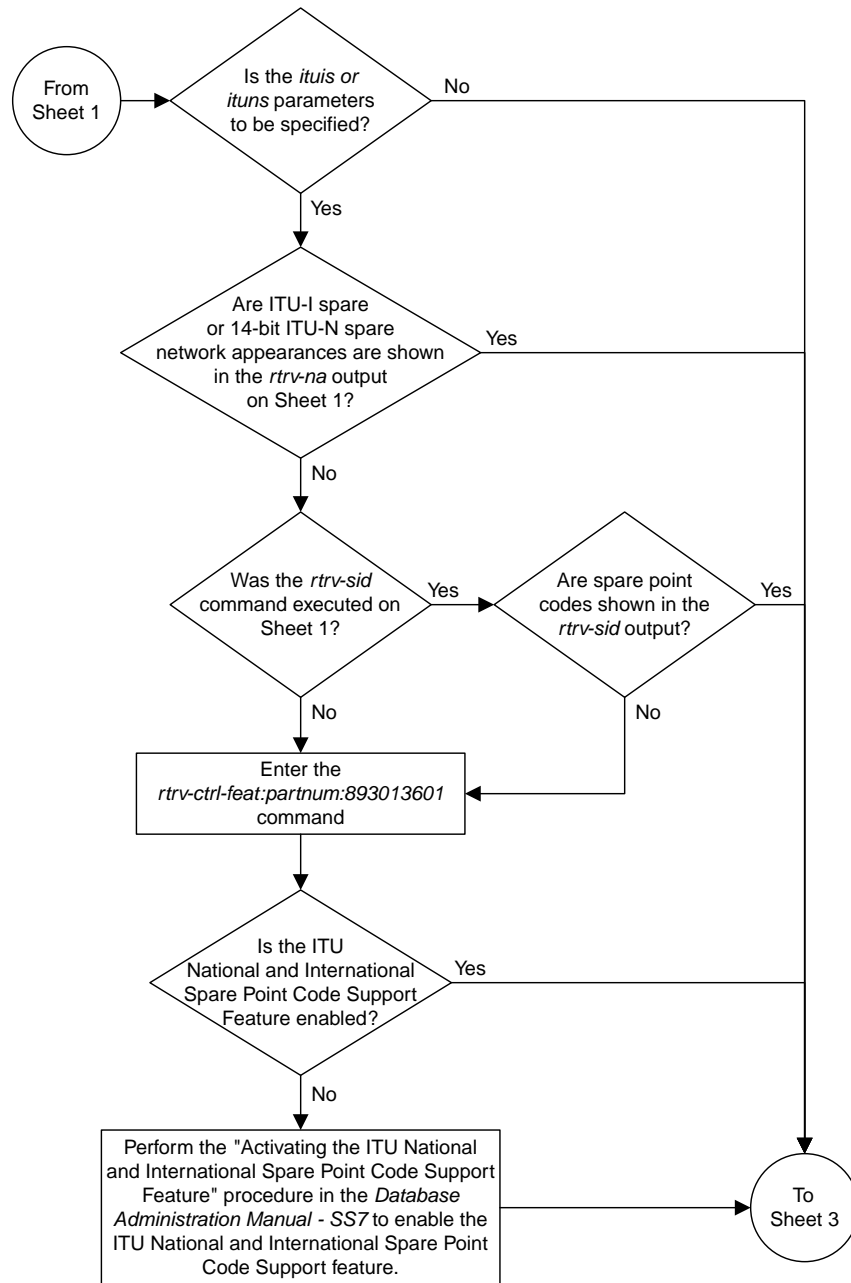 From
Sheet 1
Is the ituis or
ituns parameters
to be specified?
No
Yes
Are ITU-I spare
or 14-bit ITU-N spare
network appearances are shown
in the rtrv-na output
on Sheet 1?
Yes
No
Was the rtrv-sid
command executed on
Sheet 1?
Yes
Are spare point
codes shown in the
rtrv-sid output?
Yes
No
No
Enter the
rtrv-ctrl-feat:partnum:893013601
command
Is the ITU
National and International
Spare Point Code Support
Feature enabled?
Yes
No
Perform the "Activating the ITU National
and International Spare Point Code Support
Feature" procedure in the Database
Administration Manual - SS7 to enable the
ITU National and International Spare Point
Code Support feature.
To
Sheet 3